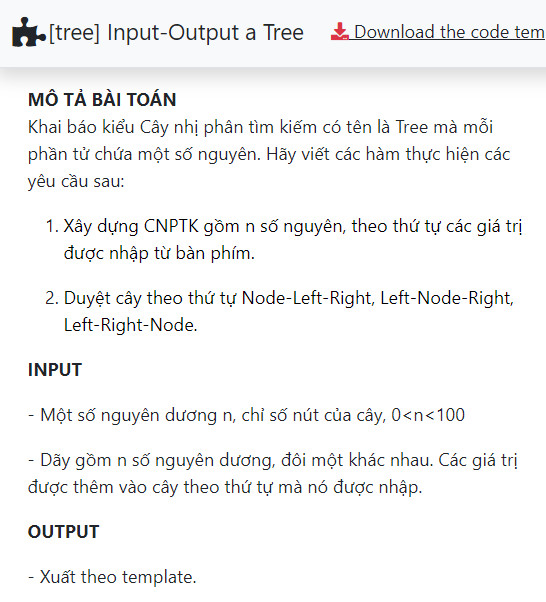 [tree] Input-Output a Tree
Download the code tem
MÔ TẢ BÀI TOÁN
Khai báo kiểu Cây nhị phân tìm kiếm có tên là Tree mà mỗi
phần tử chứa một số nguyên. Hãy viết các hàm thực hiện các
yêu cầu sau:
1. Xây dựng CNPTK gồm n số nguyên, theo thứ tự các giá trị
được nhập từ bàn phím.
2. Duyệt cây theo thứ tự Node-Left-Right, Left-Node-Right,
Left-Right-Node.
INPUT
- Một số nguyên dương n, chỉ số nút của cây, 0<n<100
- Dãy gồm n số nguyên dương, đôi một khác nhau. Các giá trị
được thêm vào cây theo thứ tự mà nó được nhập.
OUTPUT
- Xuất theo template.